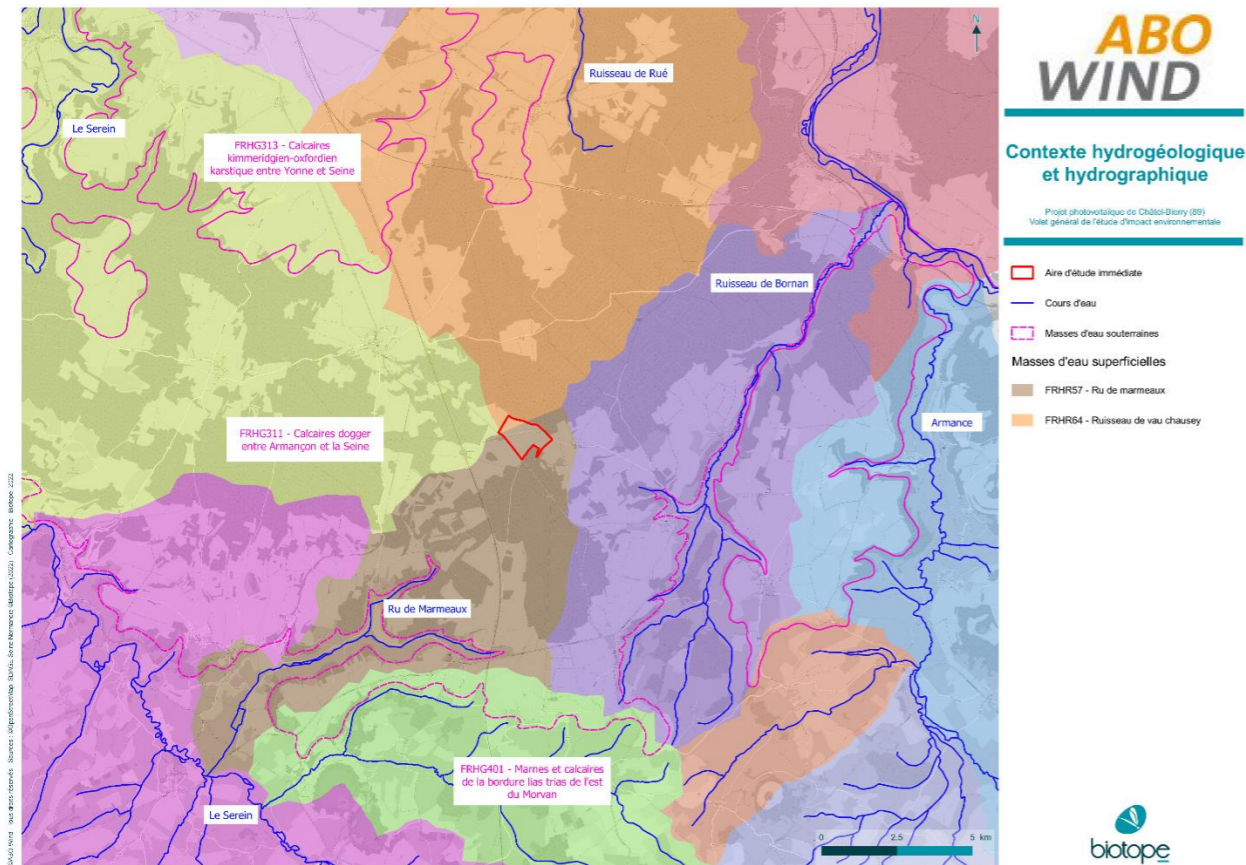 N
Ruisseau de Rué
Le Serein
FRHG313 - Calcaires
kimmeridgien-oxfordien
karstique entre Yonne et Seine
Ruisseau de Bornan
FRHG311 - Calcaires dogger
entre Armançon et la Seine
Armance
Ru de Marmeaux
FRHG401 - Marnes et calcaires
de la bordure lias trias de l'est
du Morvan
Le Serein
0 2.5 5 km
ABO
WIND
Contexte hydrogéologique
et hydrographique
Projet photovoltaïque de Châtel-Bierry (89)
Volet général de l'étude d'impact environnementale
Aire d'étude immédiate
Cours d'eau
Masses d'eau souterraines
Masses d'eau superficielles
FRHR57 - Ru de marmeaux
FRHR64 - Ruisseau de vau chausey
biotope